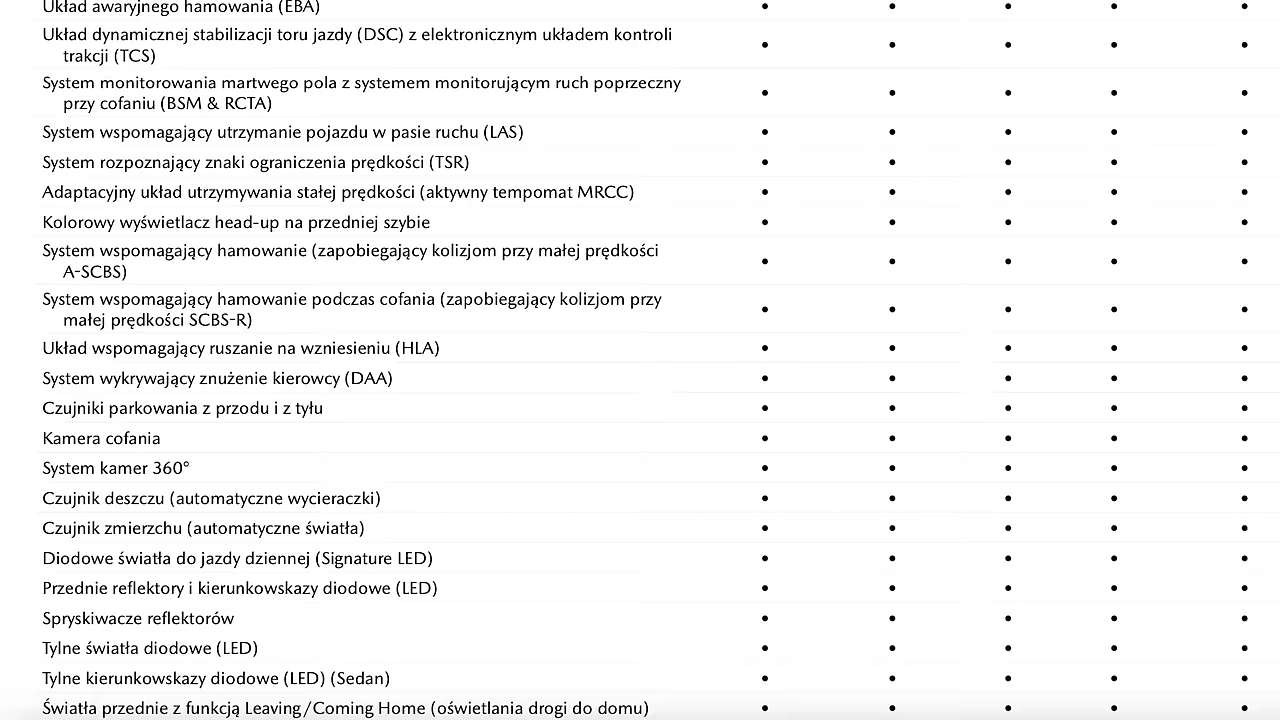 Układ awaryjnego hamowania (EBA) • • • • •
Układ dynamicznej stabilizacji toru jazdy (DSC) z elektronicznym układem kontroli
trakcji (TCS) • • • • •
System monitorowania martwego pola z systemem monitorującym ruch poprzeczny
przy cofaniu (BSM & RCTA) • • • • •
System wspomagający utrzymanie pojazdu w pasie ruchu (LAS) • • • • •
System rozpoznający znaki ograniczenia prędkości (TSR) • • • • •
Adaptacyjny układ utrzymywania stałej prędkości (aktywny tempomat MRCC) • • • • •
Kolorowy wyświetlacz head-up na przedniej szybie • • • • •
System wspomagający hamowanie (zapobiegający kolizjom przy małej prędkości
A-SCBS) • • • • •
System wspomagający hamowanie podczas cofania (zapobiegający kolizjom przy
małej prędkości SCBS-R) • • • • •
Układ wspomagający ruszanie na wzniesieniu (HLA) • • • • •
System wykrywający znużenie kierowcy (DAA) • • • • •
Czujniki parkowania z przodu i z tyłu • • • • •
Kamera cofania • • • • •
System kamer 360° • • • • •
Czujnik deszczu (automatyczne wycieraczki) • • • • •
Czujnik zmierzchu (automatyczne światła) • • • • •
Diodowe światła do jazdy dziennej (Signature LED) • • • • •
Przednie reflektory i kierunkowskazy diodowe (LED) • • • • •
Spryskiwacze reflektorów • • • • •
Tylne światła diodowe (LED) • • • • •
Tylne kierunkowskazy diodowe (LED) (Sedan) • • • • •
Światła przednie z funkcją Leaving/Coming Home (oświetlania drogi do domu) • • • • •